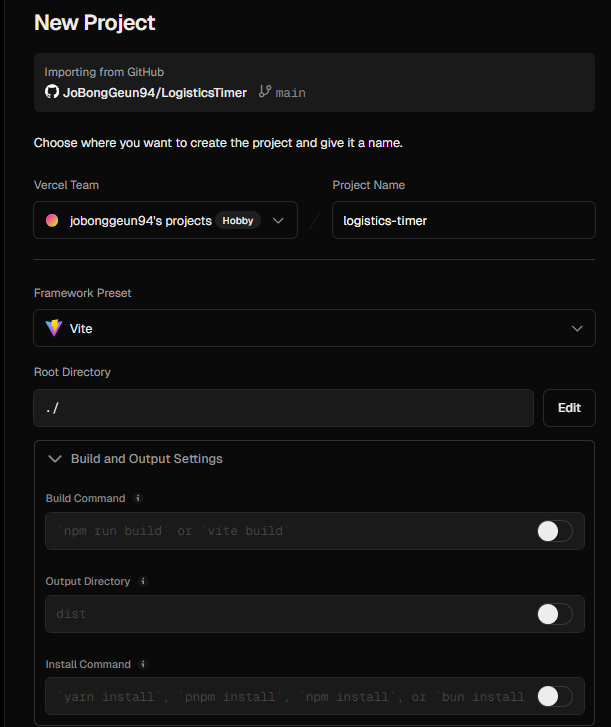 New Project
Importing from GitHub
JoBongGeun94/LogisticsTimer main
Choose where you want to create the project and give it a name.
Vercel Team
Project Name
jobonggeun94's projects Hobby
logistics-timer
Framework Preset
Vite
Root Directory
./
Edit
Build and Output Settings
Build Command
`npm run build` or `vite build`
Output Directory
dist
Install Command
`yarn install`, `pnpm install`, `npm install`, or `bun install